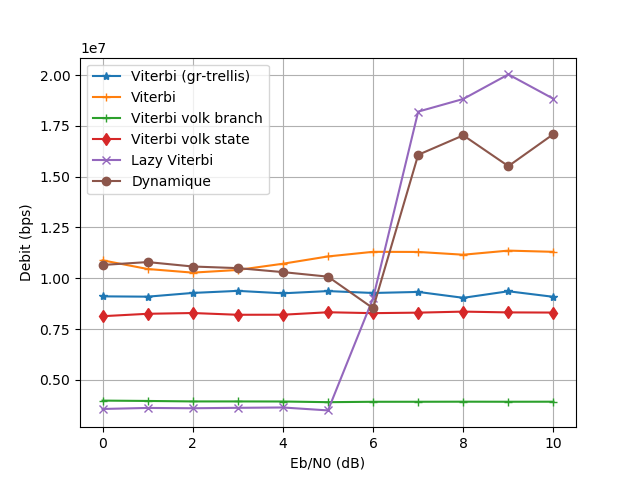 1e7
2.00
1.75
1.50
1.25
1.00
0.75
0.50
Debit (bps)
Viterbi (gr-trellis)
Viterbi
Viterbi volk branch
Viterbi volk state
Lazy Viterbi
Dynamique
0 2 4 6 8 10
Eb/N0 (dB)